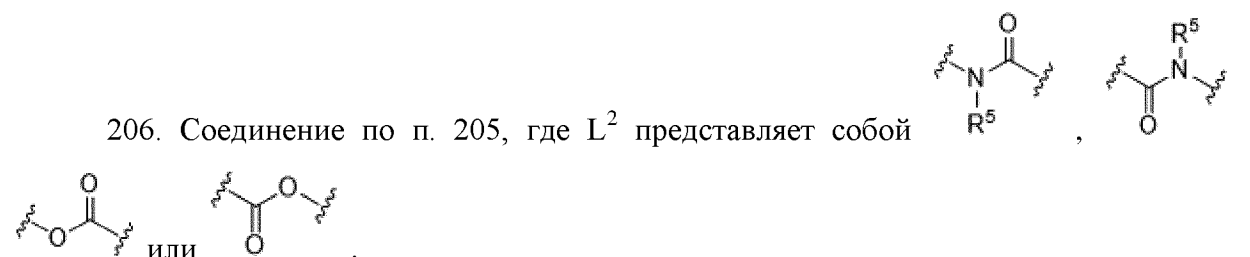 206. Соединение по п. 205, где L² представляет собой O N R⁵ , R⁵ N O
O O или O O .